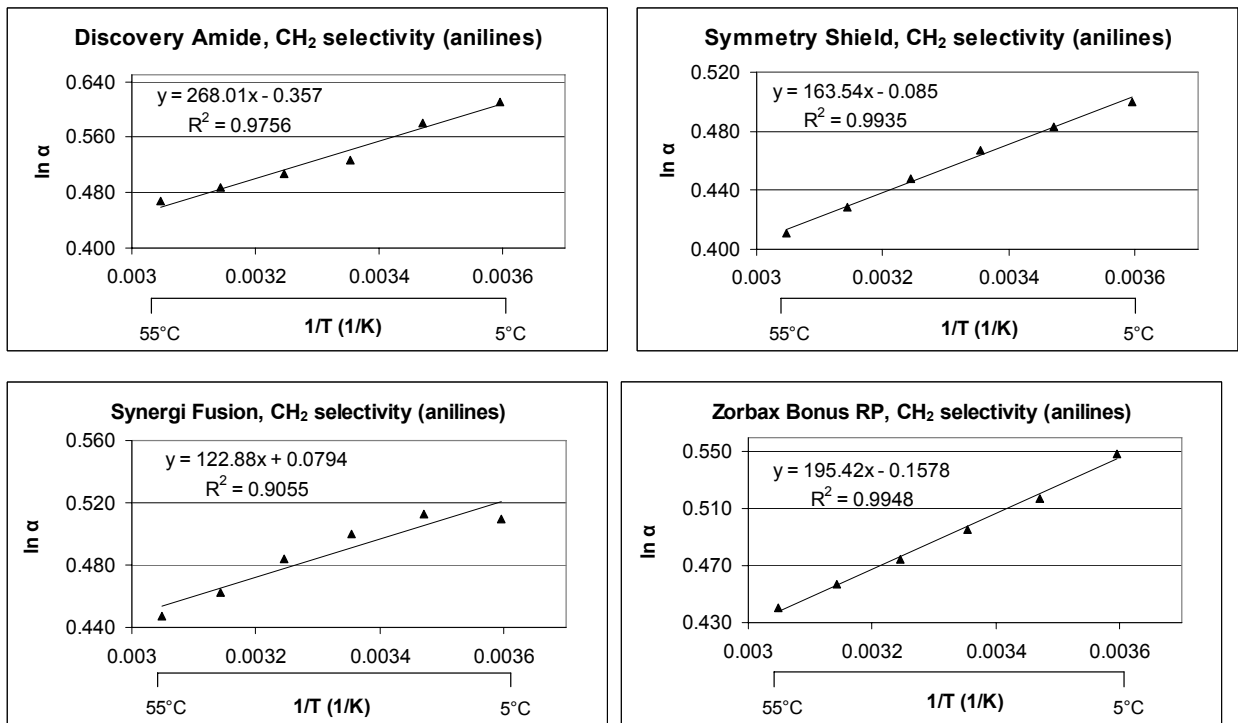 Discovery Amide, CH₂ selectivity (anilines)
y = 268.01x - 0.357
R² = 0.9756
ln α
0.640
0.560
0.480
0.400
0.003 0.0032 0.0034 0.0036
1/T (1/K)
55°C 5°C
Symmetry Shield, CH₂ selectivity (anilines)
y = 163.54x - 0.085
R² = 0.9935
ln α
0.520
0.480
0.440
0.400
0.003 0.0032 0.0034 0.0036
1/T (1/K)
55°C 5°C
Synergi Fusion, CH₂ selectivity (anilines)
y = 122.88x + 0.0794
R² = 0.9055
ln α
0.560
0.520
0.480
0.440
0.003 0.0032 0.0034 0.0036
1/T (1/K)
55°C 5°C
Zorbax Bonus RP, CH₂ selectivity (anilines)
y = 195.42x - 0.1578
R² = 0.9948
ln α
0.550
0.510
0.470
0.430
0.003 0.0032 0.0034 0.0036
1/T (1/K)
55°C 5°C